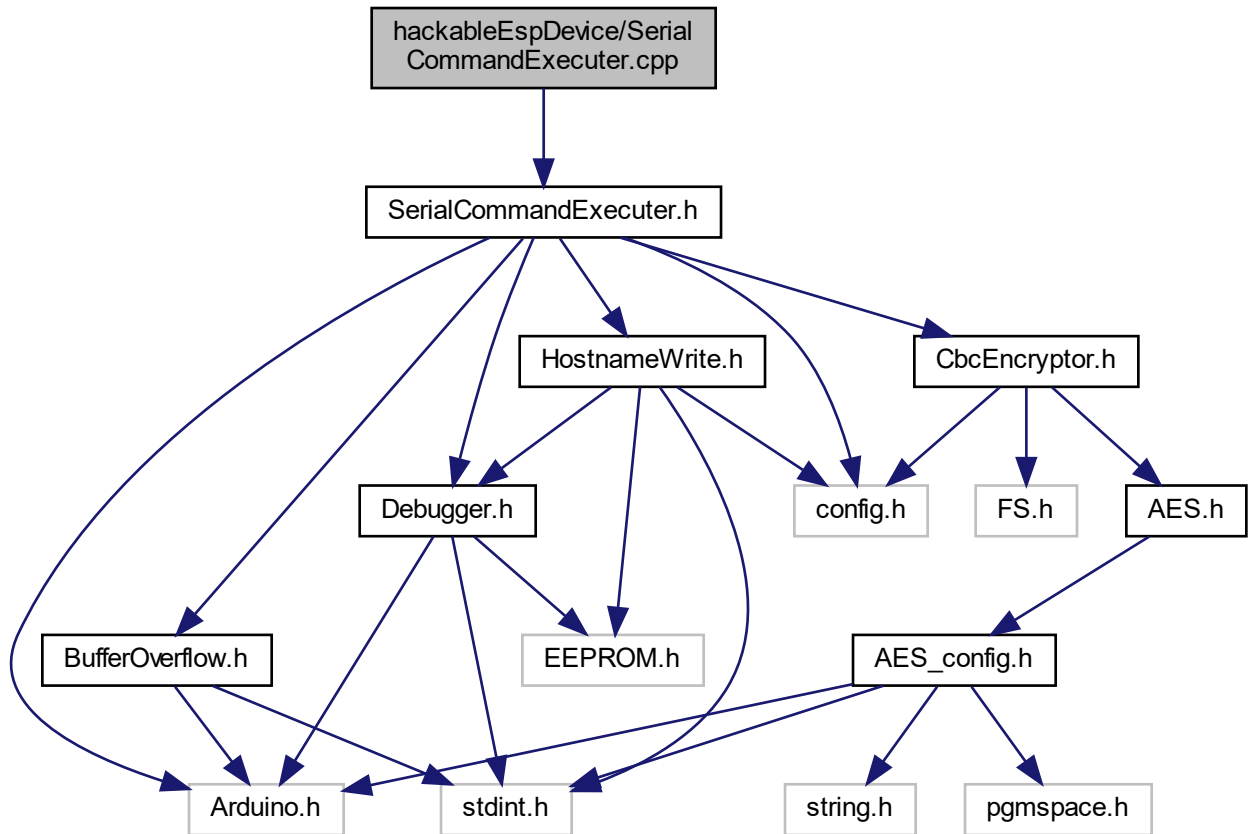 hackableEspDevice/Serial
CommandExecuter.cpp
SerialCommandExecuter.h
HostnameWrite.h
CbcEncryptor.h
Debugger.h
config.h
FS.h
AES.h
BufferOverflow.h
EEPROM.h
AES_config.h
Arduino.h
stdint.h
string.h
pgmspace.h